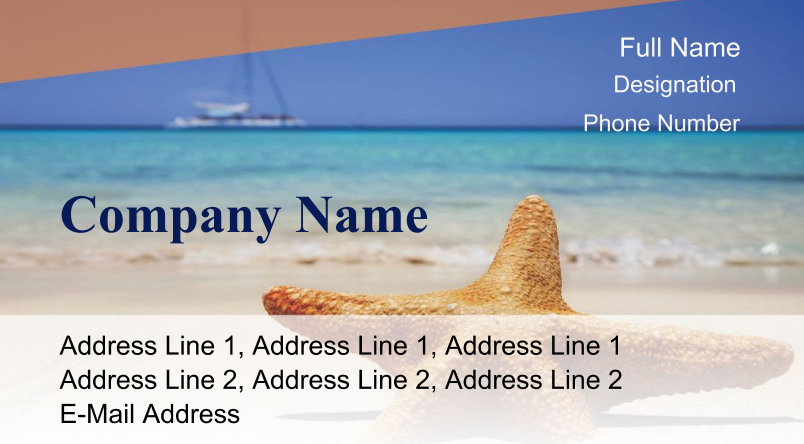 Full Name
Designation
Phone Number
Company Name
Address Line 1, Address Line 1, Address Line 1
Address Line 2, Address Line 2, Address Line 2
E-Mail Address